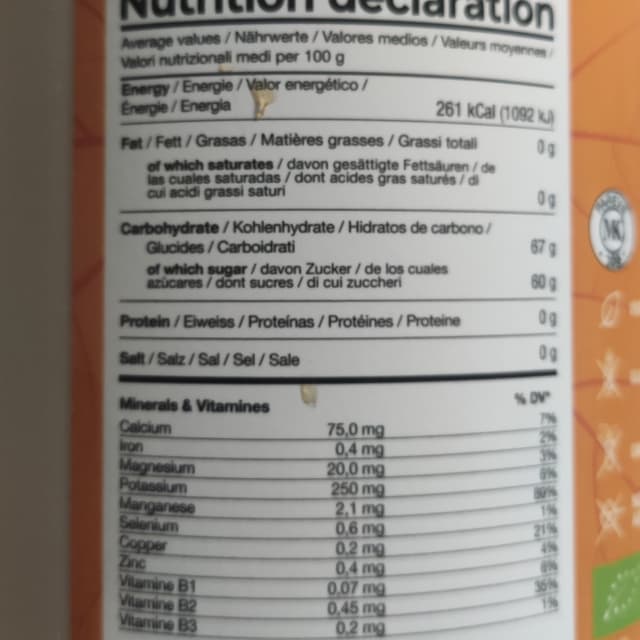 Nutrition declaration
Average values / Nährwerte / Valores medios / Valeurs moyennes /
Valori nutrizionali medi per 100 g
Energy / Energie / Valor energético /
Énergie / Energia 261 kCal (1092 kJ)
Fat / Fett / Grasas / Matières grasses / Grassi totali 0 g
of which saturates / davon gesättigte Fettsäuren / de
las cuales saturadas / dont acides gras saturés / di
cui acidi grassi saturi 0 g
Carbohydrate / Kohlenhydrate / Hidratos de carbono /
Glucides / Carboidrati 67 g
of which sugar / davon Zucker / de los cuales
azúcares / dont sucres / di cui zuccheri 60 g
Protein / Eiweiss / Proteínas / Protéines / Proteine 0 g
Salt / Salz / Sal / Sel / Sale 0 g
Minerals & Vitamines % DV*
Calcium 75,0 mg 7%
Iron 0,4 mg 2%
Magnesium 20,0 mg
Potassium 250 mg
Manganese 2,1 mg
Selenium 0,6 mg 1%
Copper 0,2 mg 21%
Zinc 0,4 mg 4%
Vitamine B1 0,07 mg
Vitamine B2 0,45 mg
Vitamine B3 0,2 mg 1%